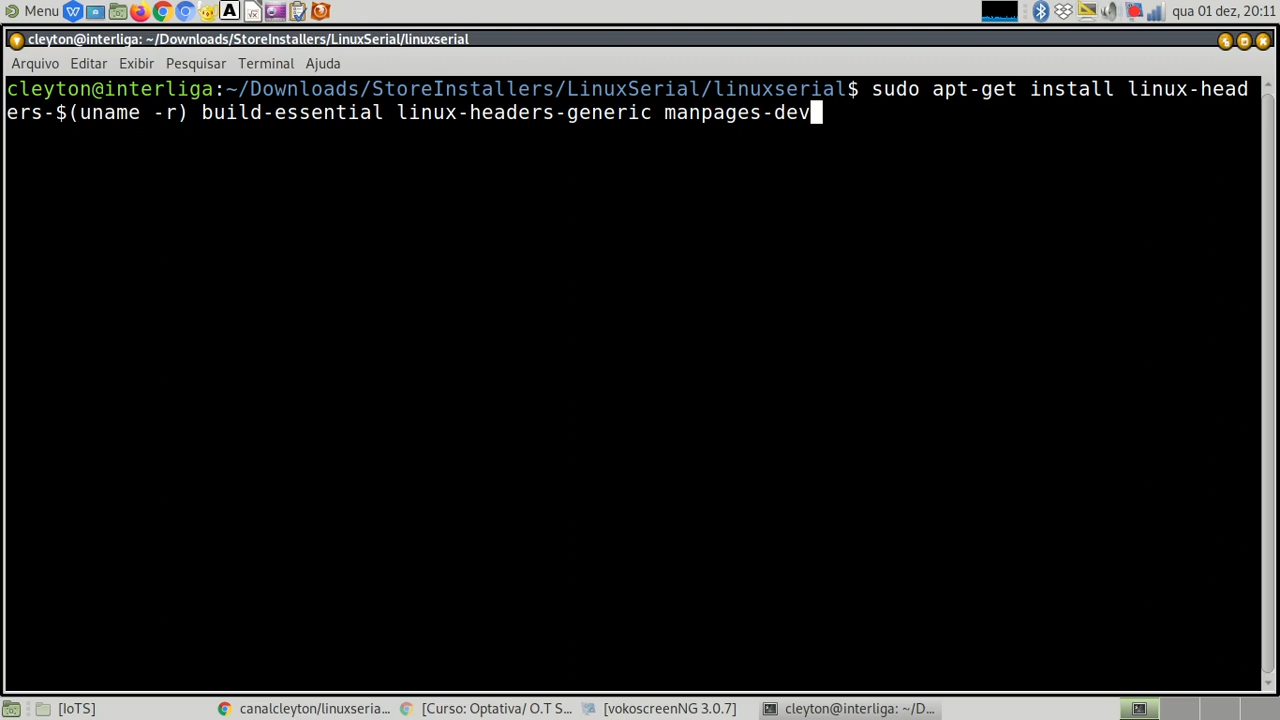 Menu
A
qua 01 dez, 20:11
cleyton@interliga: ~/Downloads/StoreInstallers/LinuxSerial/linuxserial
Arquivo Editar Exibir Pesquisar Terminal Ajuda
cleyton@interliga:~/Downloads/StoreInstallers/LinuxSerial/linuxserial$ sudo apt-get install linux-head
ers-$(uname -r) build-essential linux-headers-generic manpages-dev
[IoTS] canalcleyton/linuxseria... [Curso: Optativa/ O.T S... [vokoscreenNG 3.0.7] cleyton@interliga: ~/D...